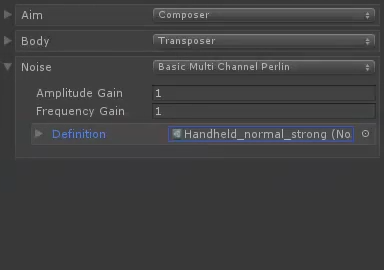 Aim Composer
Body Transposer
Noise Basic Multi Channel Perlin
Amplitude Gain 1
Frequency Gain 1
Definition Handheld_normal_strong (No